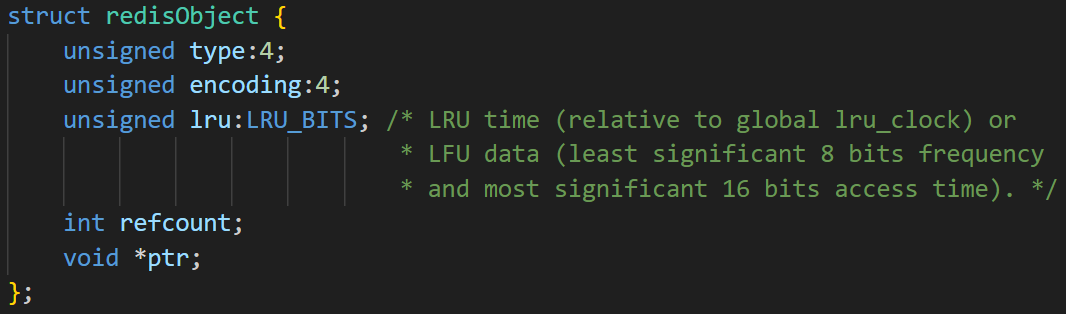 struct redisObject {
    unsigned type:4;
    unsigned encoding:4;
    unsigned lru:LRU_BITS; /* LRU time (relative to global lru_clock) or
                            * LFU data (least significant 8 bits frequency
                            * and most significant 16 bits access time). */
    int refcount;
    void *ptr;
};